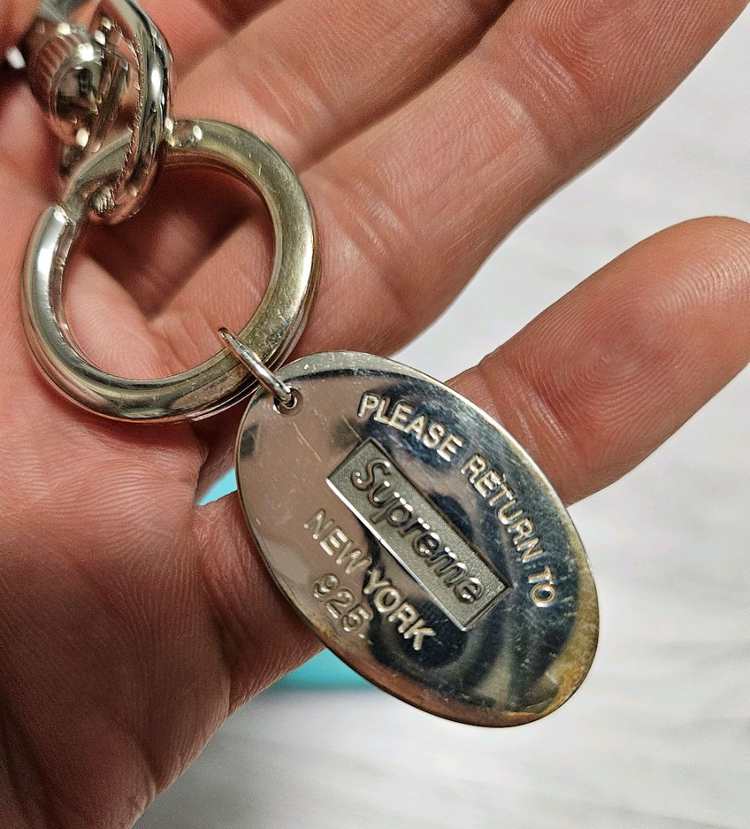 PLEASE RETURN TO
Supreme
NEW YORK
925